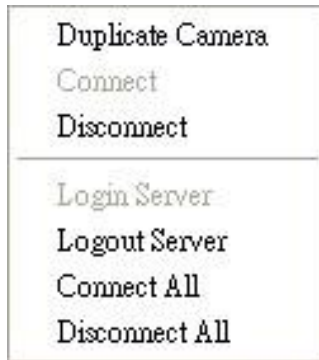 Duplicate Camera
Connect
Disconnect
Login Server
Logout Server
Connect All
Disconnect All